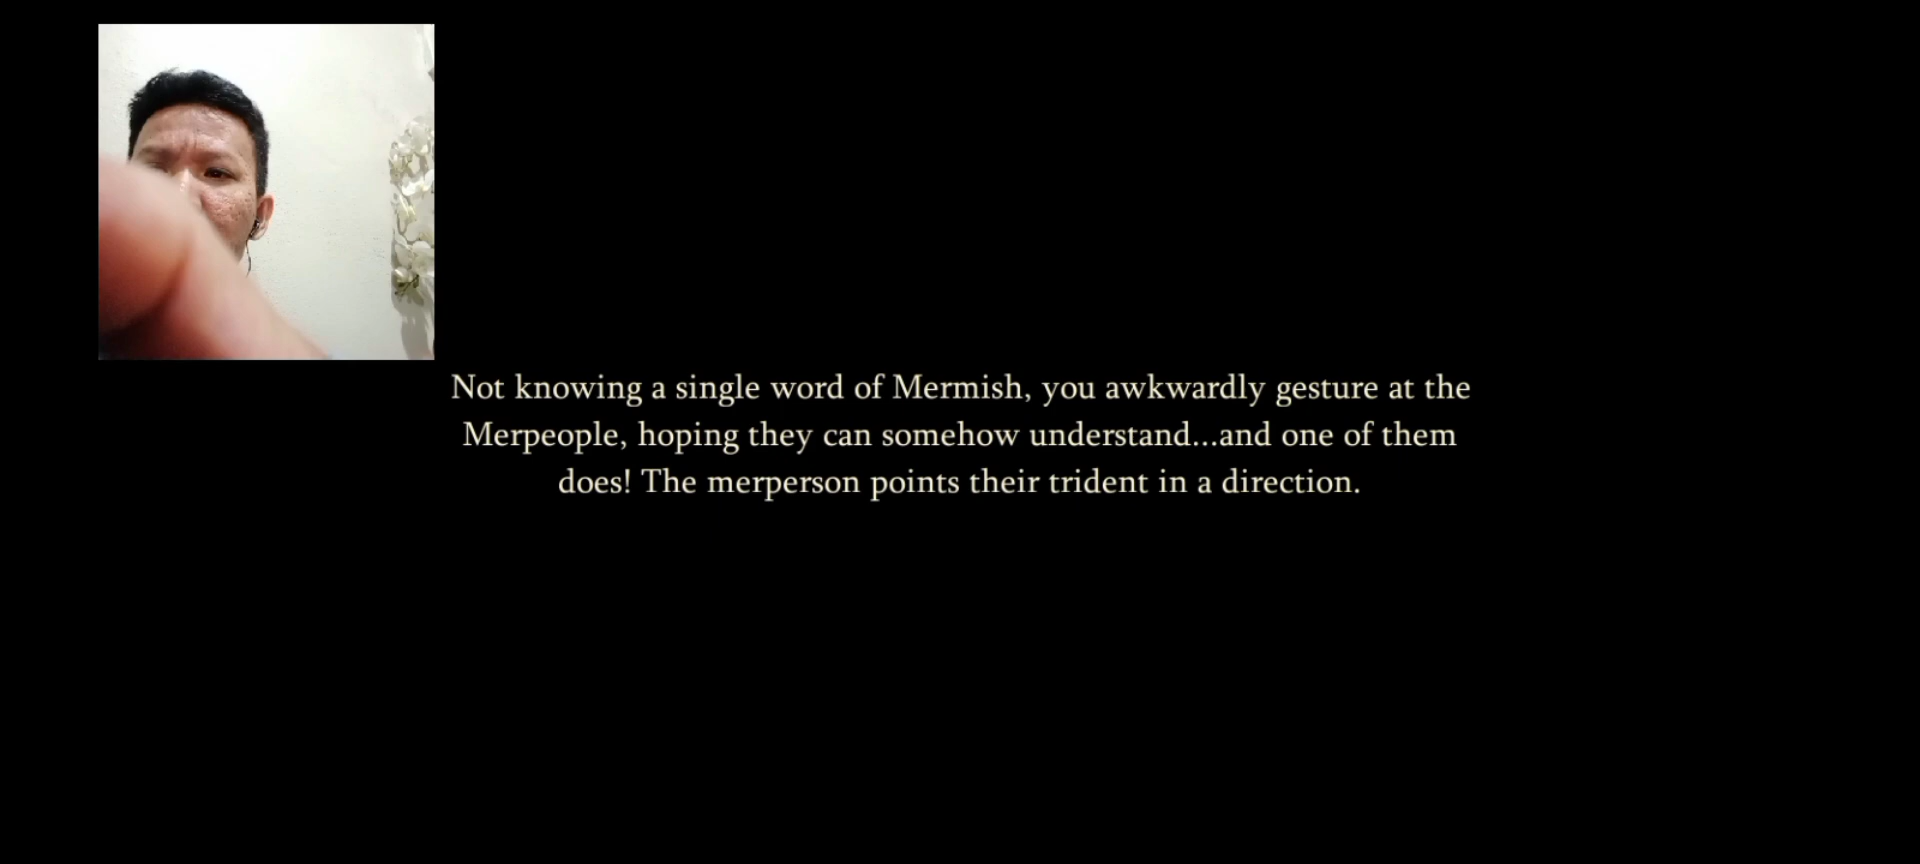 Not knowing a single word of Mermish, you awkwardly gesture at the
Merpeople, hoping they can somehow understand...and one of them
does! The merperson points their trident in a direction.